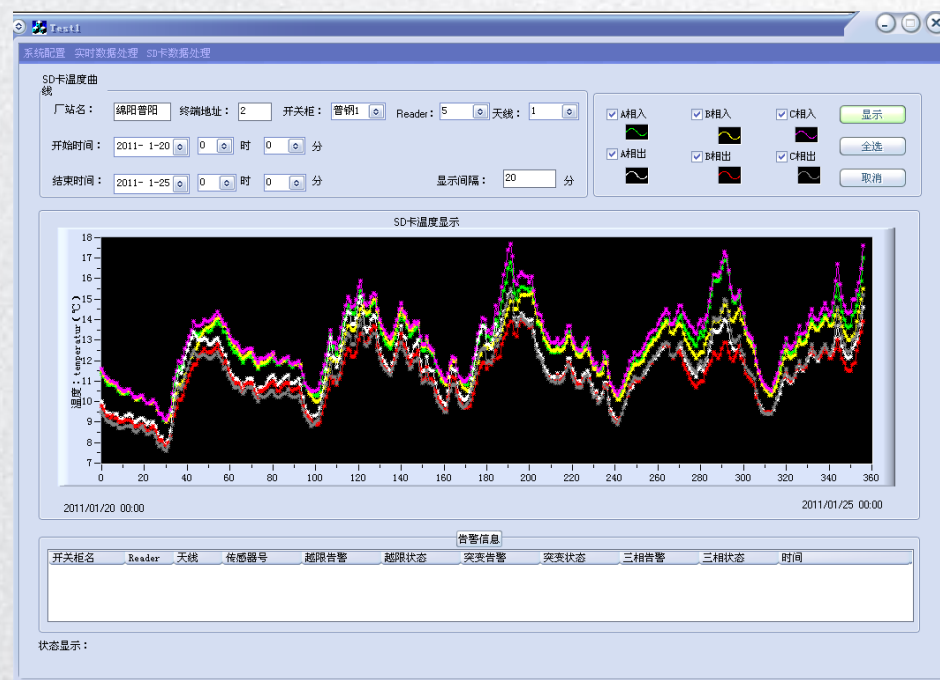 Test1
系统配置 实时数据处理 SD卡数据处理
SD卡温度曲
线
厂站名： 绵阳普阳 终端地址： 2 开关柜： 普钢1 Reader： 5 天线： 1
开始时间： 2011- 1-20 0 时 0 分
结束时间： 2011- 1-25 0 时 0 分 显示间隔： 20 分
A相入 B相入 C相入 显示
A相出 B相出 C相出 全选
取消
SD卡温度显示
18
17
16
15
14
13
12
11
10
9
8
7
温度：temperatur(℃)
0 20 40 60 80 100 120 140 160 180 200 220 240 260 280 300 320 340 360
2011/01/20 00:00 2011/01/25 00:00
告警信息
开关柜名 Reader 天线 传感器号 越限告警 越限状态 突变告警 突变状态 三相告警 三相状态 时间
状态显示：